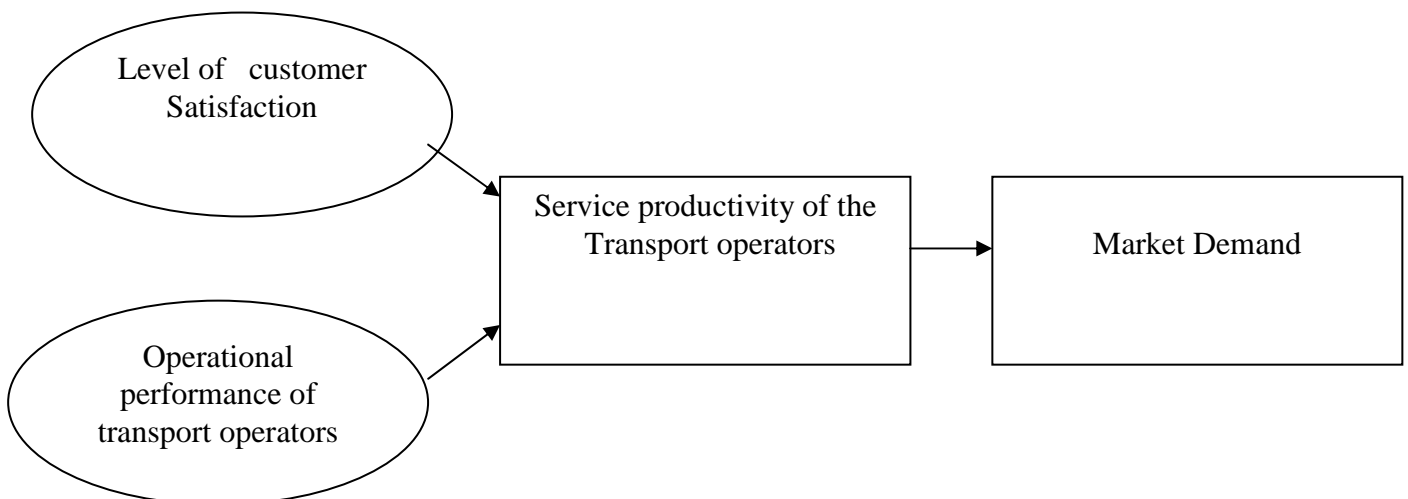 Level of customer
Satisfaction
Service productivity of the
Transport operators
Market Demand
Operational
performance of
transport operators